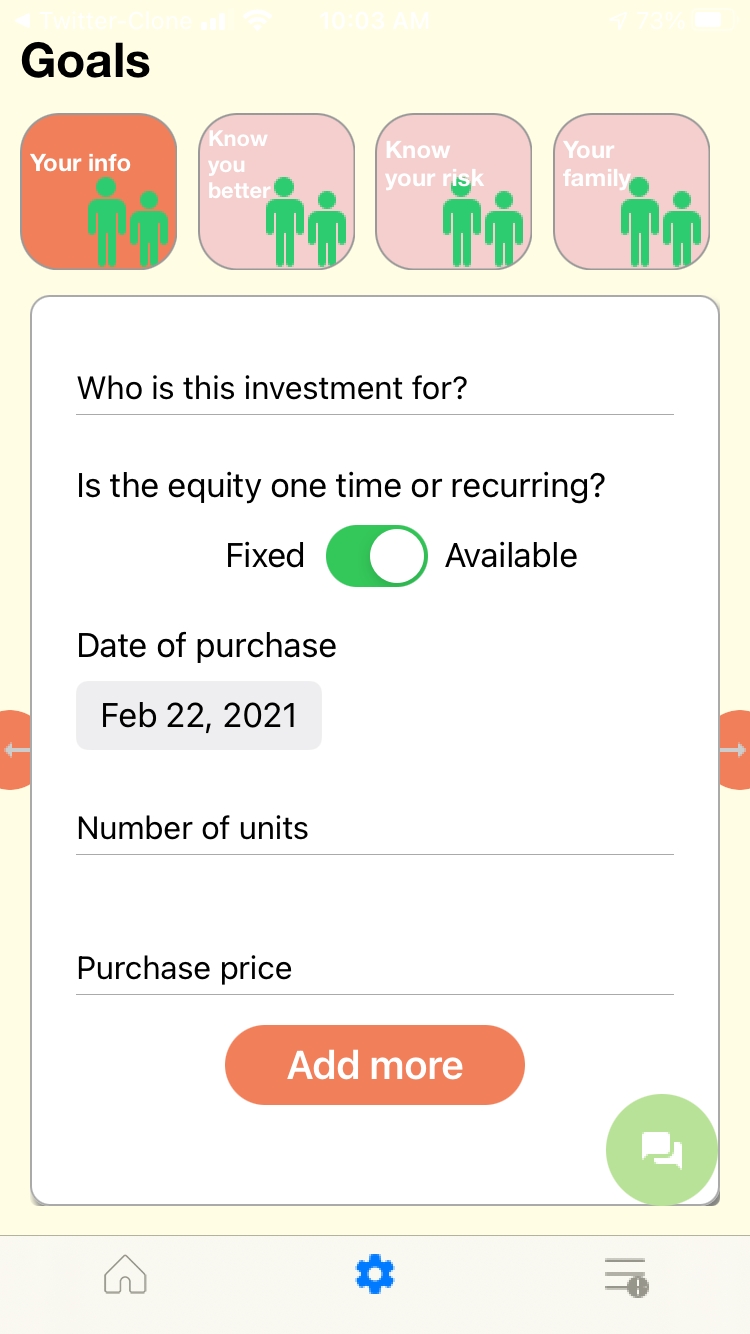 Twitter-Clone 10:03 AM 73%
Goals
Your info
Know
you
better
Know
your risk
Your
family
Who is this investment for?
Is the equity one time or recurring?
Fixed Available
Date of purchase
Feb 22, 2021
Number of units
Purchase price
Add more